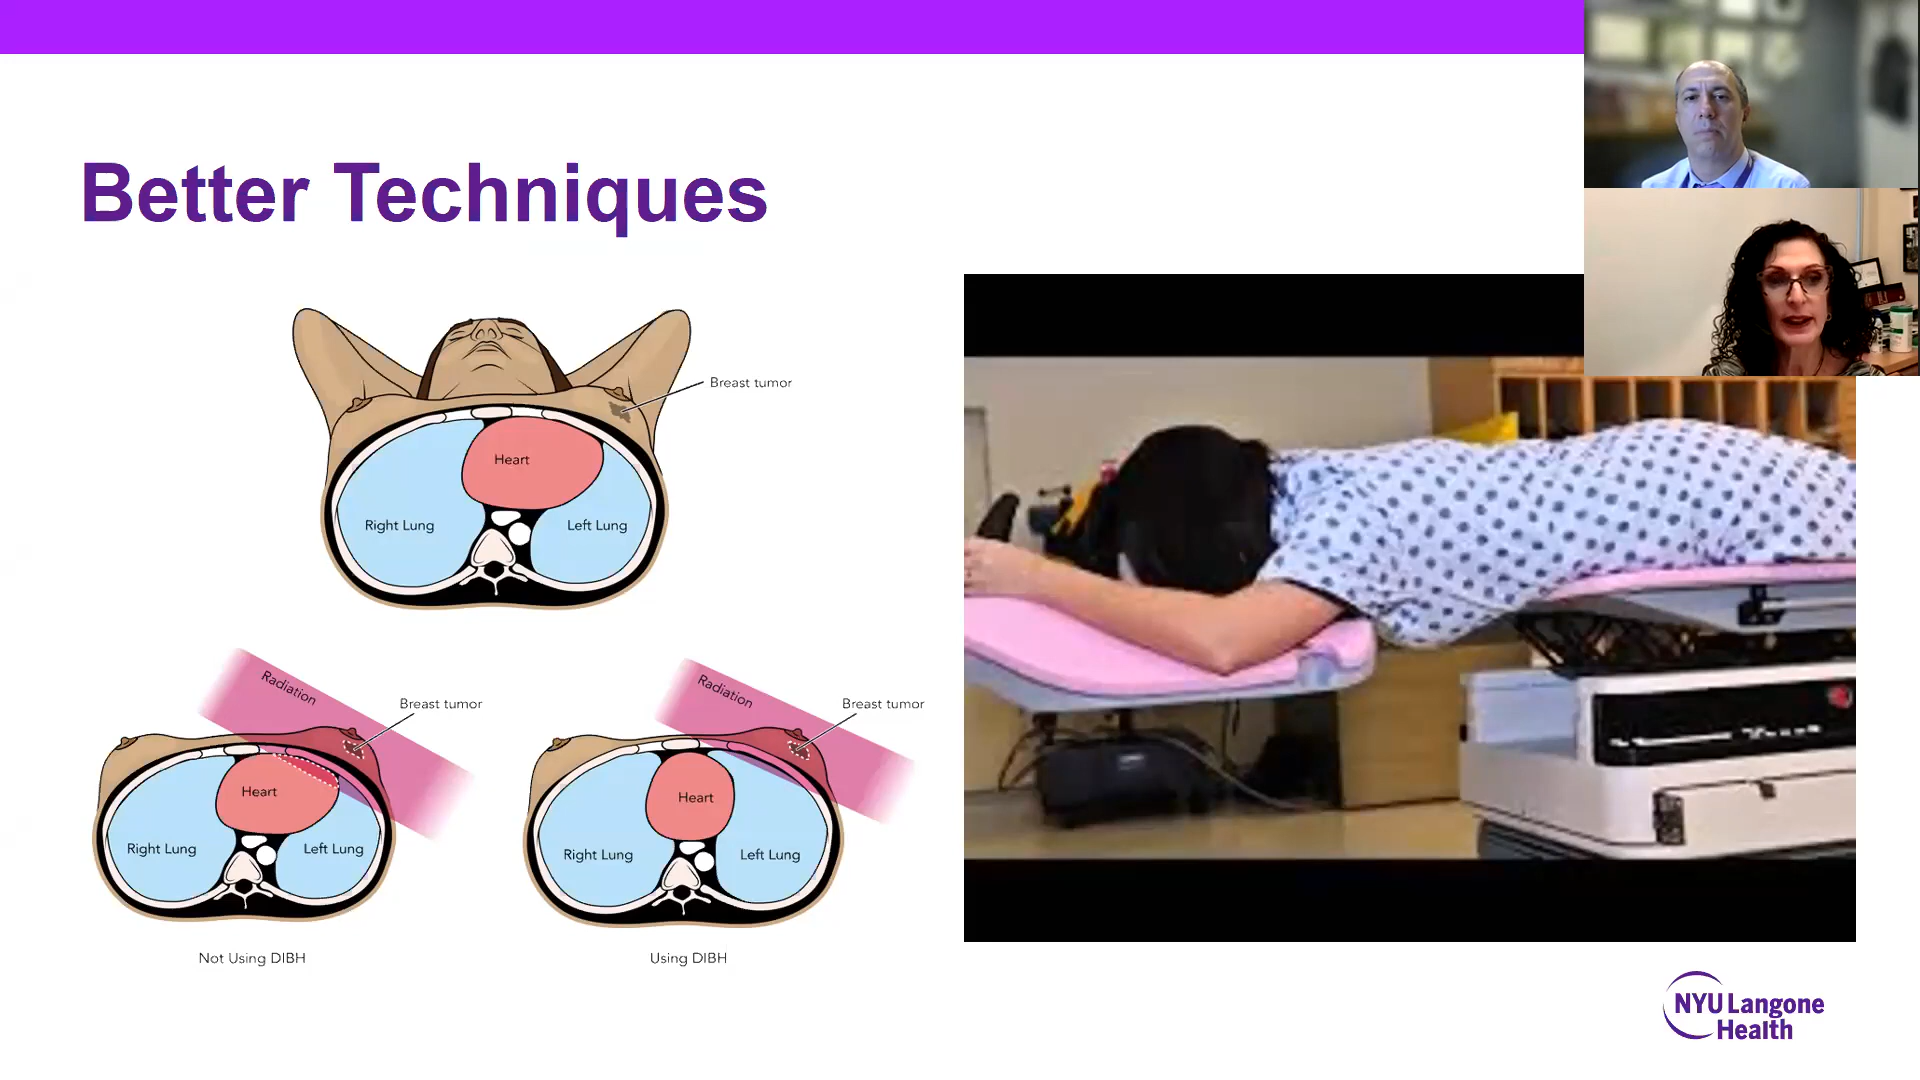 Better Techniques
Breast tumor
Heart
Right Lung
Left Lung
Radiation
Breast tumor
Heart
Right Lung
Left Lung
Not Using DIBH
Radiation
Breast tumor
Heart
Right Lung
Left Lung
Using DIBH
NYU Langone
Health